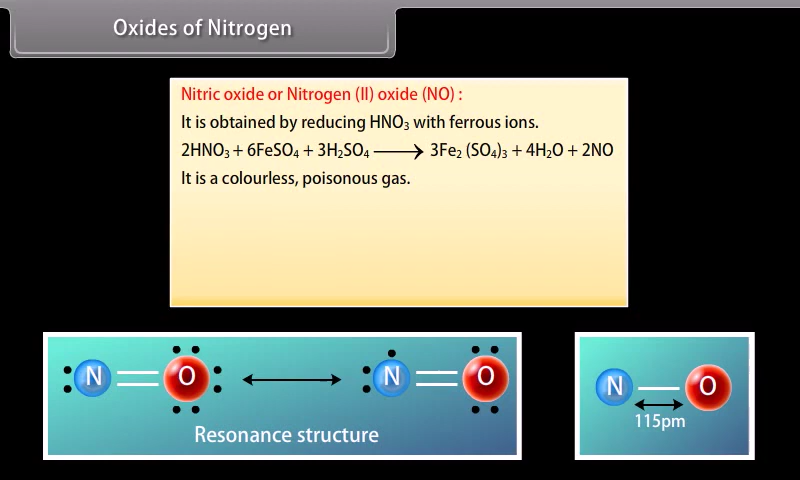 Oxides of Nitrogen
Nitric oxide or Nitrogen (II) oxide (NO) :
It is obtained by reducing HNO₃ with ferrous ions.
2HNO₃ + 6FeSO₄ + 3H₂SO₄ ⟶ 3Fe₂ (SO₄)₃ + 4H₂O + 2NO
It is a colourless, poisonous gas.
N O N O
Resonance structure
N O
115pm